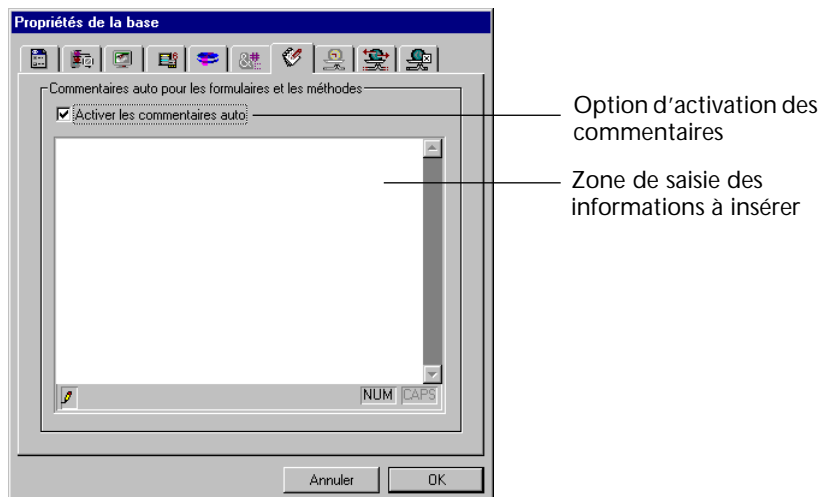 Propriétés de la base
&#
Commentaires auto pour les formulaires et les méthodes
Activer les commentaires auto
Option d'activation des
commentaires
Zone de saisie des
informations à insérer
NUM CAPS
Annuler OK